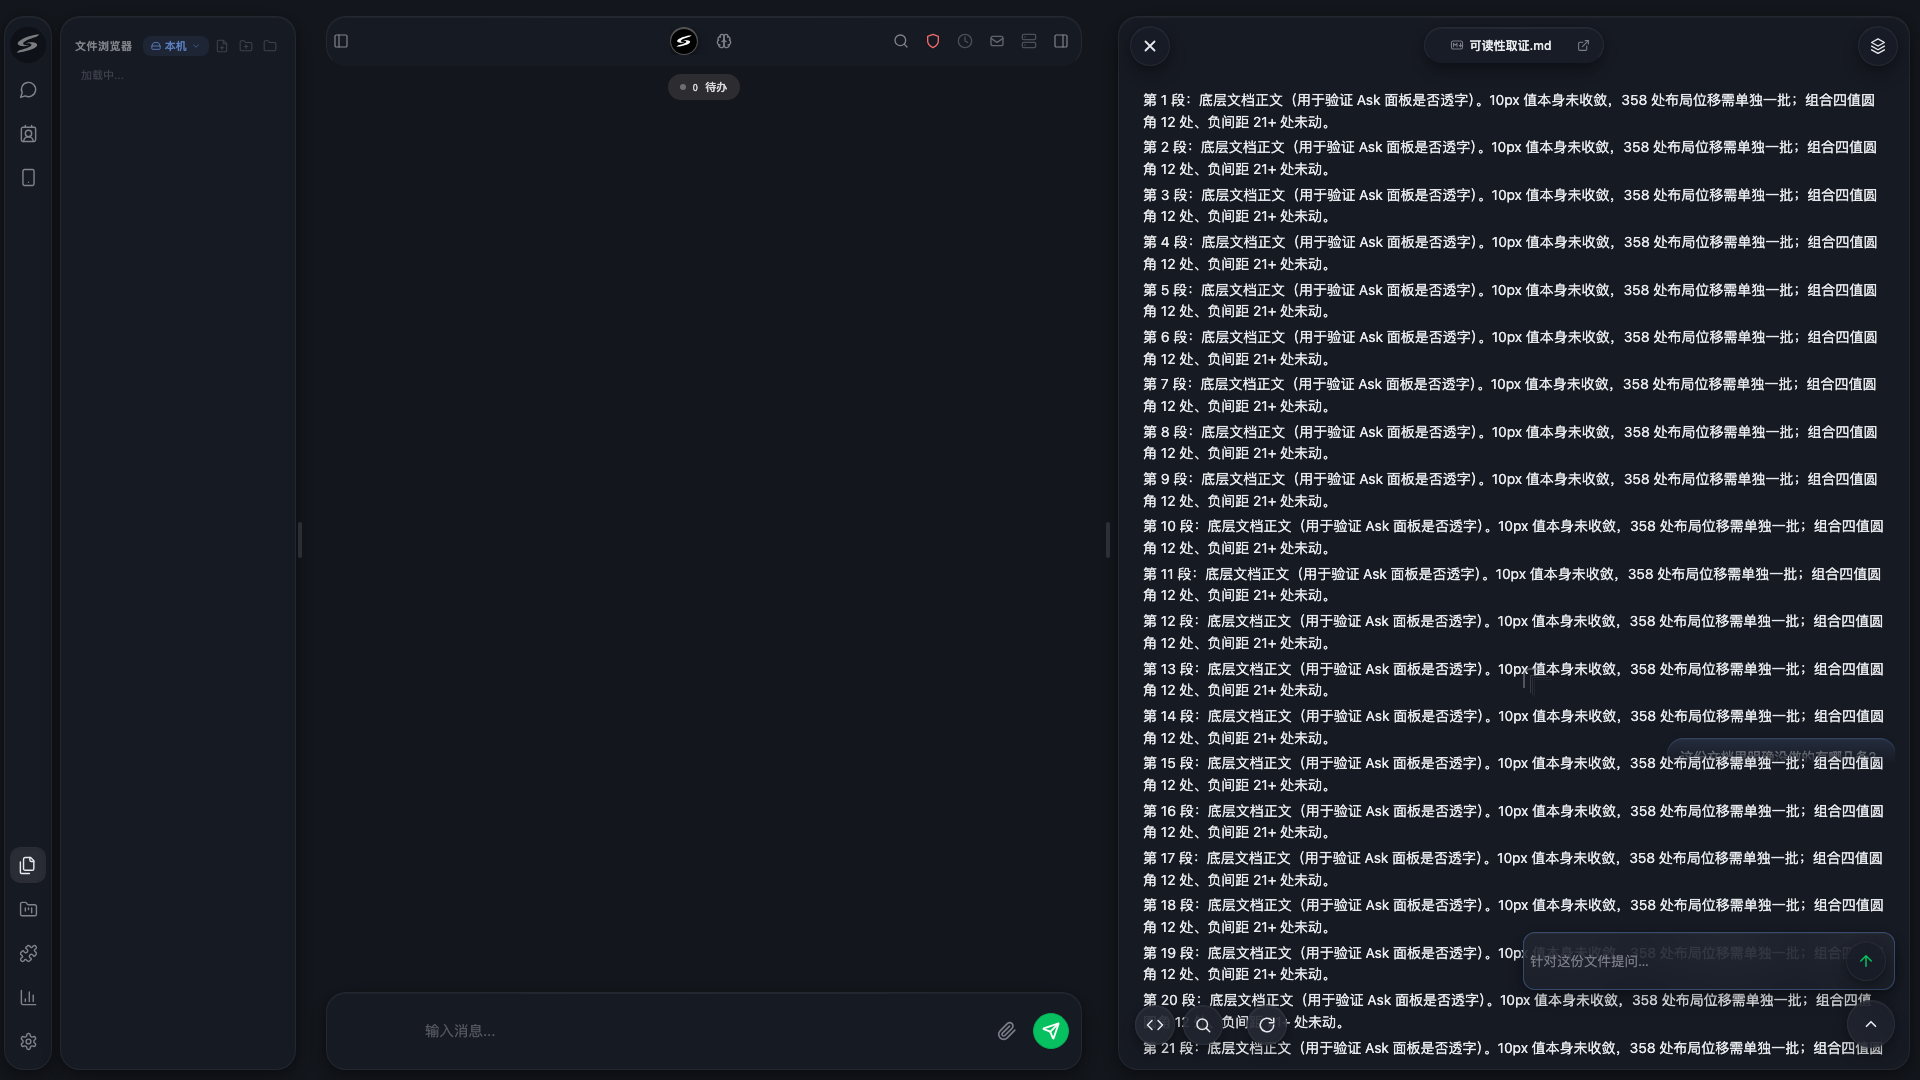 文件浏览器
本机
加载中...
0 待办
输入消息...
可读性取证.md
第 1 段：底层文档正文（用于验证 Ask 面板是否透字）。10px 值本身未收敛，358 处布局位移需单独一批；组合四值圆
角 12 处、负间距 21+ 处未动。
第 2 段：底层文档正文（用于验证 Ask 面板是否透字）。10px 值本身未收敛，358 处布局位移需单独一批；组合四值圆
角 12 处、负间距 21+ 处未动。
第 3 段：底层文档正文（用于验证 Ask 面板是否透字）。10px 值本身未收敛，358 处布局位移需单独一批；组合四值圆
角 12 处、负间距 21+ 处未动。
第 4 段：底层文档正文（用于验证 Ask 面板是否透字）。10px 值本身未收敛，358 处布局位移需单独一批；组合四值圆
角 12 处、负间距 21+ 处未动。
第 5 段：底层文档正文（用于验证 Ask 面板是否透字）。10px 值本身未收敛，358 处布局位移需单独一批；组合四值圆
角 12 处、负间距 21+ 处未动。
第 6 段：底层文档正文（用于验证 Ask 面板是否透字）。10px 值本身未收敛，358 处布局位移需单独一批；组合四值圆
角 12 处、负间距 21+ 处未动。
第 7 段：底层文档正文（用于验证 Ask 面板是否透字）。10px 值本身未收敛，358 处布局位移需单独一批；组合四值圆
角 12 处、负间距 21+ 处未动。
第 8 段：底层文档正文（用于验证 Ask 面板是否透字）。10px 值本身未收敛，358 处布局位移需单独一批；组合四值圆
角 12 处、负间距 21+ 处未动。
第 9 段：底层文档正文（用于验证 Ask 面板是否透字）。10px 值本身未收敛，358 处布局位移需单独一批；组合四值圆
角 12 处、负间距 21+ 处未动。
第 10 段：底层文档正文（用于验证 Ask 面板是否透字）。10px 值本身未收敛，358 处布局位移需单独一批；组合四值圆
角 12 处、负间距 21+ 处未动。
第 11 段：底层文档正文（用于验证 Ask 面板是否透字）。10px 值本身未收敛，358 处布局位移需单独一批；组合四值圆
角 12 处、负间距 21+ 处未动。
第 12 段：底层文档正文（用于验证 Ask 面板是否透字）。10px 值本身未收敛，358 处布局位移需单独一批；组合四值圆
角 12 处、负间距 21+ 处未动。
第 13 段：底层文档正文（用于验证 Ask 面板是否透字）。10px 值本身未收敛，358 处布局位移需单独一批；组合四值圆
角 12 处、负间距 21+ 处未动。
第 14 段：底层文档正文（用于验证 Ask 面板是否透字）。10px 值本身未收敛，358 处布局位移需单独一批；组合四值圆
角 12 处、负间距 21+ 处未动。
第 15 段：底层文档正文（用于验证 Ask 面板是否透字）。10px 值本身未收敛，358 处布局位移需单独一批；组合四值圆
角 12 处、负间距 21+ 处未动。
第 16 段：底层文档正文（用于验证 Ask 面板是否透字）。10px 值本身未收敛，358 处布局位移需单独一批；组合四值圆
角 12 处、负间距 21+ 处未动。
第 17 段：底层文档正文（用于验证 Ask 面板是否透字）。10px 值本身未收敛，358 处布局位移需单独一批；组合四值圆
角 12 处、负间距 21+ 处未动。
第 18 段：底层文档正文（用于验证 Ask 面板是否透字）。10px 值本身未收敛，358 处布局位移需单独一批；组合四值圆
角 12 处、负间距 21+ 处未动。
第 19 段：底层文档正文（用于验证 Ask 面板是否透字）。10px
角 12 处、负间距 21+ 处未动。
针对这份文件提问...
第 20 段：底层文档正文（用于验证 Ask 面板是否透字）。10px 值本身未收敛，358 处布局位移需单独一批；组合四值
角 12 负间 处未动。
第 21 段：底层文档正文（用于验证 Ask 面板是否透字）。10px 值本身未收敛，358 处布局位移需单独一批；组合四值圆